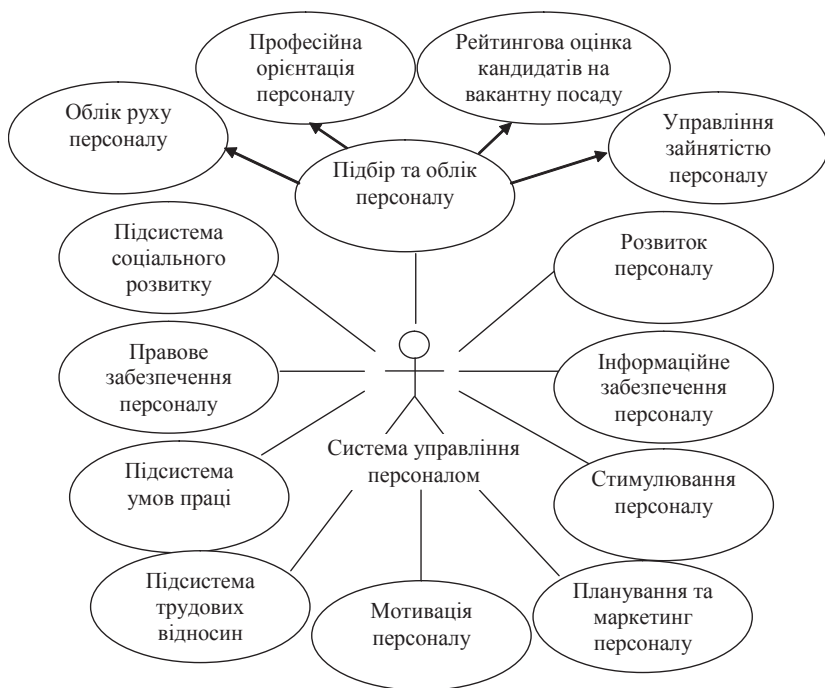 Професійна
орієнтація
персоналу
Рейтингова оцінка
кандидатів на
вакантну посаду
Облік руху
персоналу
Управління
зайнятістю
персоналу
Підбір та облік
персоналу
Підсистема
соціального
розвитку
Розвиток
персоналу
Правове
забезпечення
персоналу
Інформаційне
забезпечення
персоналу
Система управління
персоналом
Підсистема
умов праці
Стимулювання
персоналу
Підсистема
трудових
відносин
Мотивація
персоналу
Планування та
маркетинг
персоналу